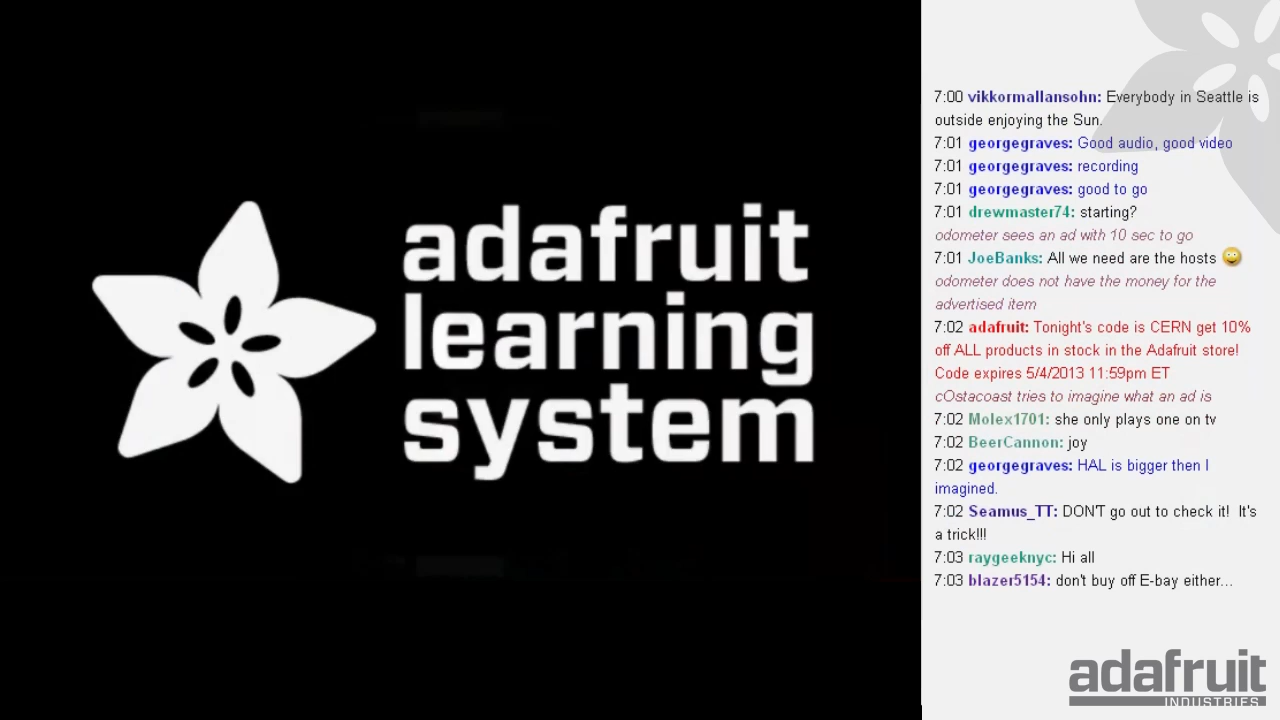 adafruit
learning
system
7:00 vikkormallansohn: Everybody in Seattle is
outside enjoying the Sun.
7:01 georgegraves: Good audio, good video
7:01 georgegraves: recording
7:01 georgegraves: good to go
7:01 drewmaster74: starting?
odometer sees an ad with 10 sec to go
7:01 JoeBanks: All we need are the hosts
odometer does not have the money for the
advertised item
7:02 adafruit: Tonight's code is CERN get 10%
off ALL products in stock in the Adafruit store!
Code expires 5/4/2013 11:59pm ET
cOstacoast tries to imagine what an ad is
7:02 Molex1701: she only plays one on tv
7:02 BeerCannon: joy
7:02 georgegraves: HAL is bigger then I
imagined.
7:02 Seamus_TT: DON'T go out to check it!  It's
a trick!!!
7:03 raygeeknyc: Hi all
7:03 blazer5154: don't buy off E-bay either...
adafruit
INDUSTRIES